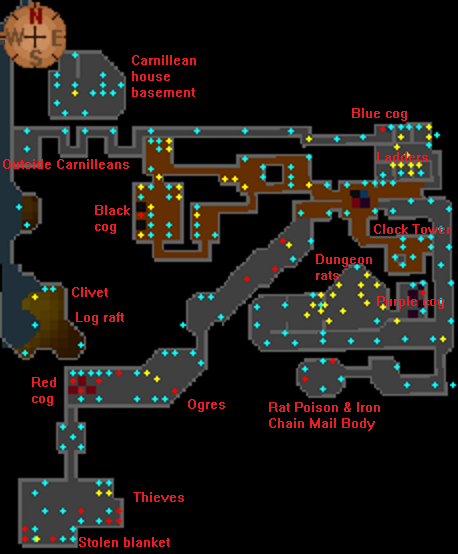 N
W E
S
Carnillean
house
basement
Blue cog
Outside Carnilleans
Ladders
Black
cog
Clock Tower
Dungeon
rats
Clivet
Purple cog
Log raft
Red
cog
Ogres
Rat Poison & Iron
Chain Mail Body
Thieves
Stolen blanket